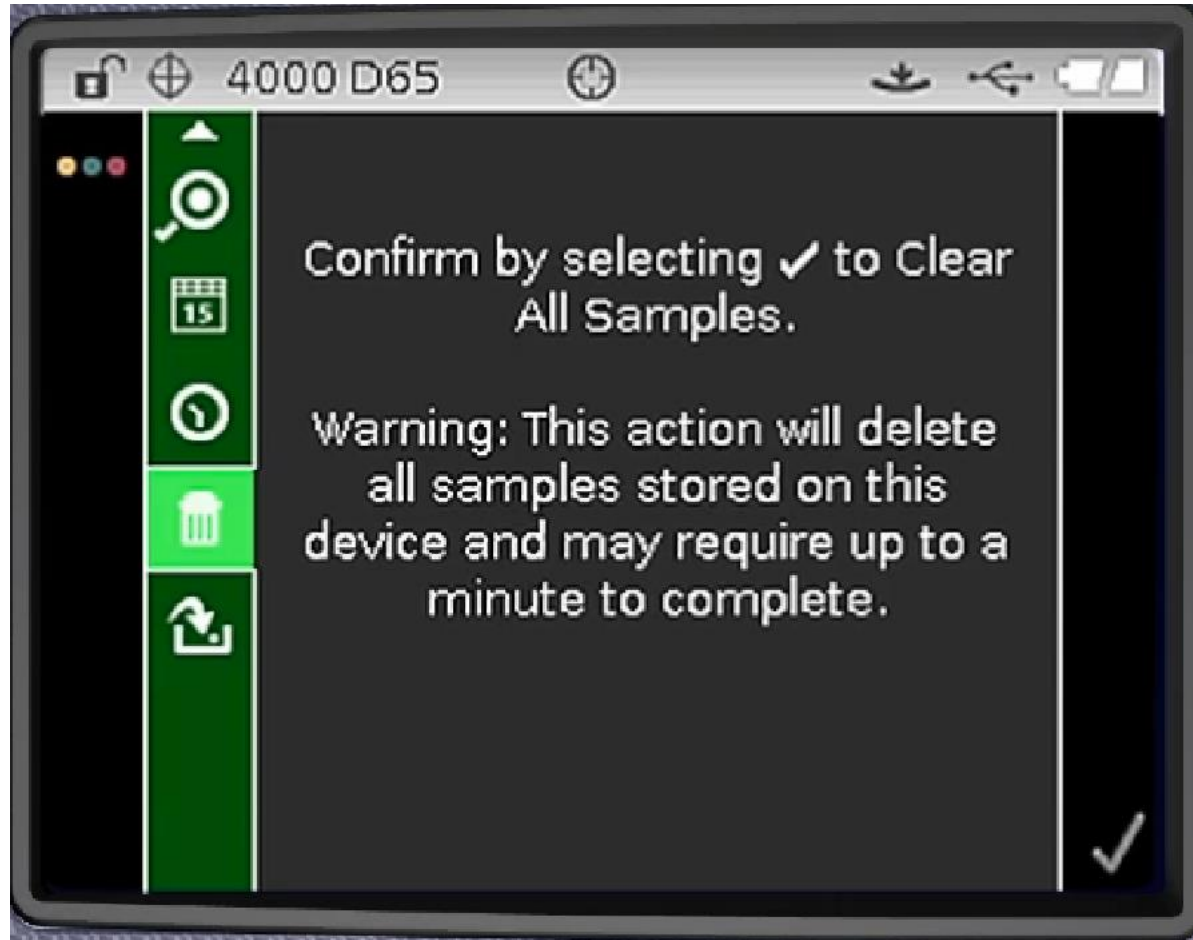 4000 D65
15
Confirm by selecting ✓ to Clear
All Samples.
Warning: This action will delete
all samples stored on this
device and may require up to a
minute to complete.